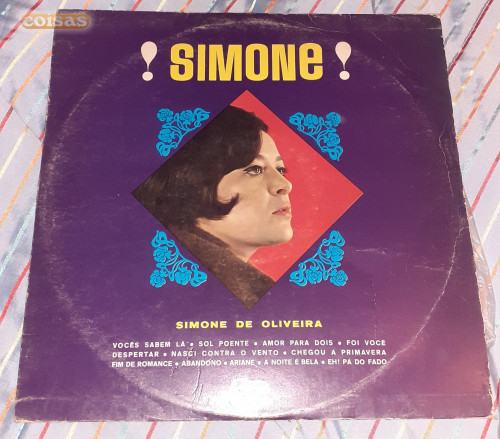 coisas
! SIMONE !
SIMONE DE OLIVEIRA
VOCÊS SABEM LÁ • SOL POENTE • AMOR PARA DOIS • FOI VOCÊ
DESPERTAR • NASCI CONTRA O VENTO • CHEGOU A PRIMAVERA
FIM DE ROMANCE • ABANDONO • ARIANE • A NOITE É BELA • EH! PA DO FADO